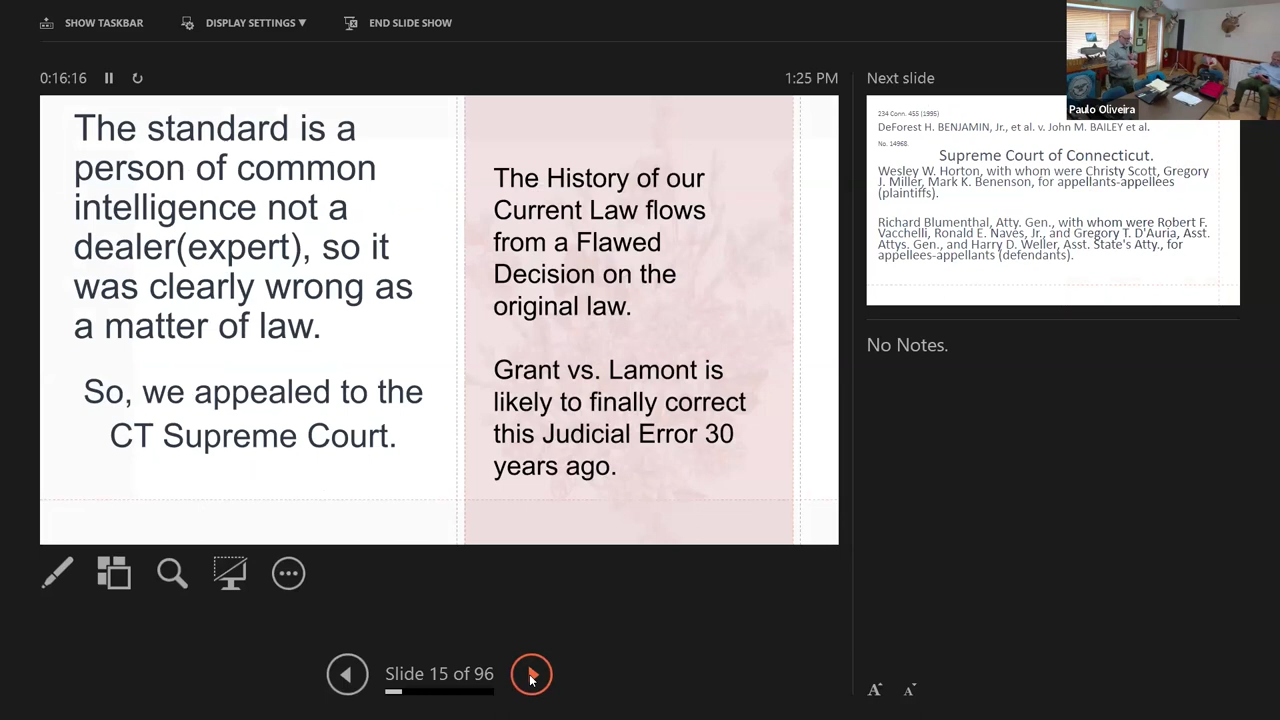 SHOW TASKBAR
DISPLAY SETTINGS ▼
END SLIDE SHOW
0:16:16
1:25 PM
Next slide
Paulo Oliveira
The standard is a
person of common
intelligence not a
dealer(expert), so it
was clearly wrong as
a matter of law.
So, we appealed to the
CT Supreme Court.
The History of our
Current Law flows
from a Flawed
Decision on the
original law.
Grant vs. Lamont is
likely to finally correct
this Judicial Error 30
years ago.
234 Conn. 455 (1995)
DeForest H. BENJAMIN, Jr., et al. v. John M. BAILEY et al.
No. 14968.
Supreme Court of Connecticut.
Wesley W. Horton, with whom were Christy Scott, Gregory
J. Miller, Mark K. Benenson, for appellants-appellees
(plaintiffs).
Richard Blumenthal, Atty. Gen., with whom were Robert F.
Vacchelli, Ronald E. Naves, Jr., and Gregory T. D'Auria, Asst.
Attys. Gen., and Harry D. Weller, Asst. State's Atty., for
appellees-appellants (defendants).
No Notes.
Slide 15 of 96
A A